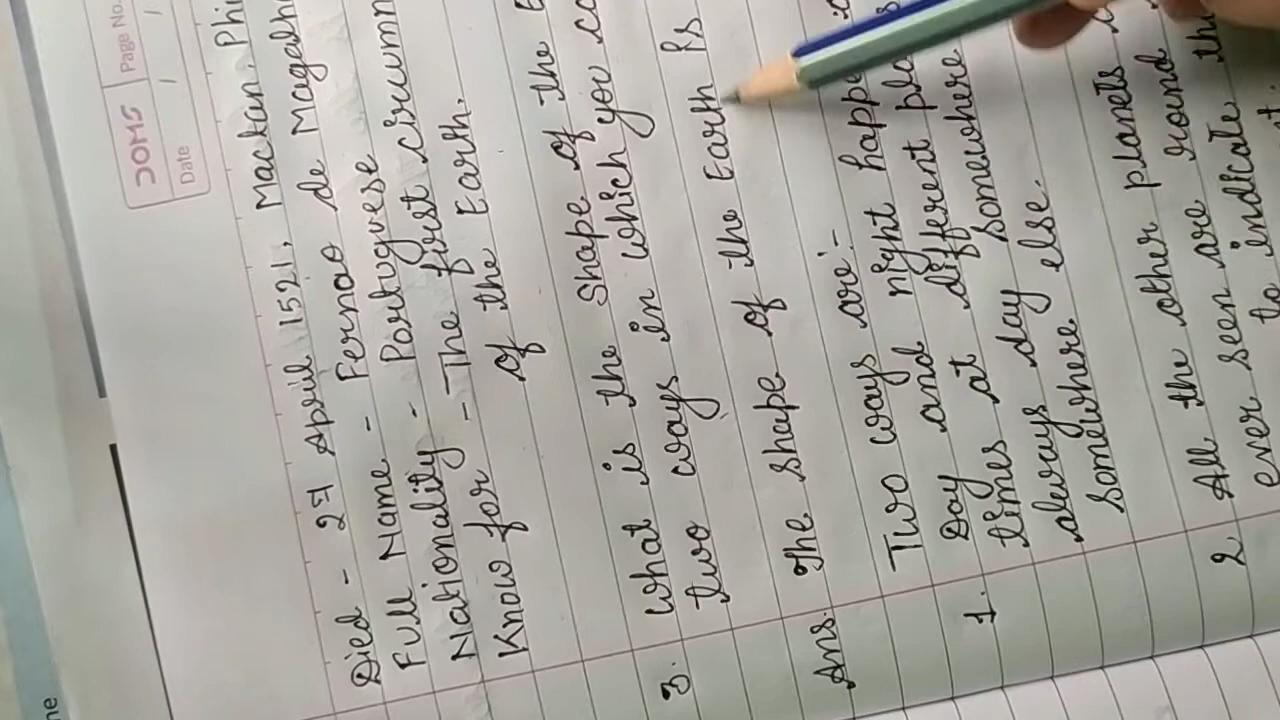 DOMS
Page No.
Date / /
Mactan, Phi
Died - 27 April 1521,
Full Name - Fernao de Magalh
Nationality - Portuguese
Know for - The first circumn
of the Earth.
3. What is the Shape of the E
two ways in which you co
Ans. The shape of the Earth is
Two ways are:-
1. Day and night happe
times at different pla
always day somewhere
somewhere else.
2 All the other planets
ever seen are round
to indicate th